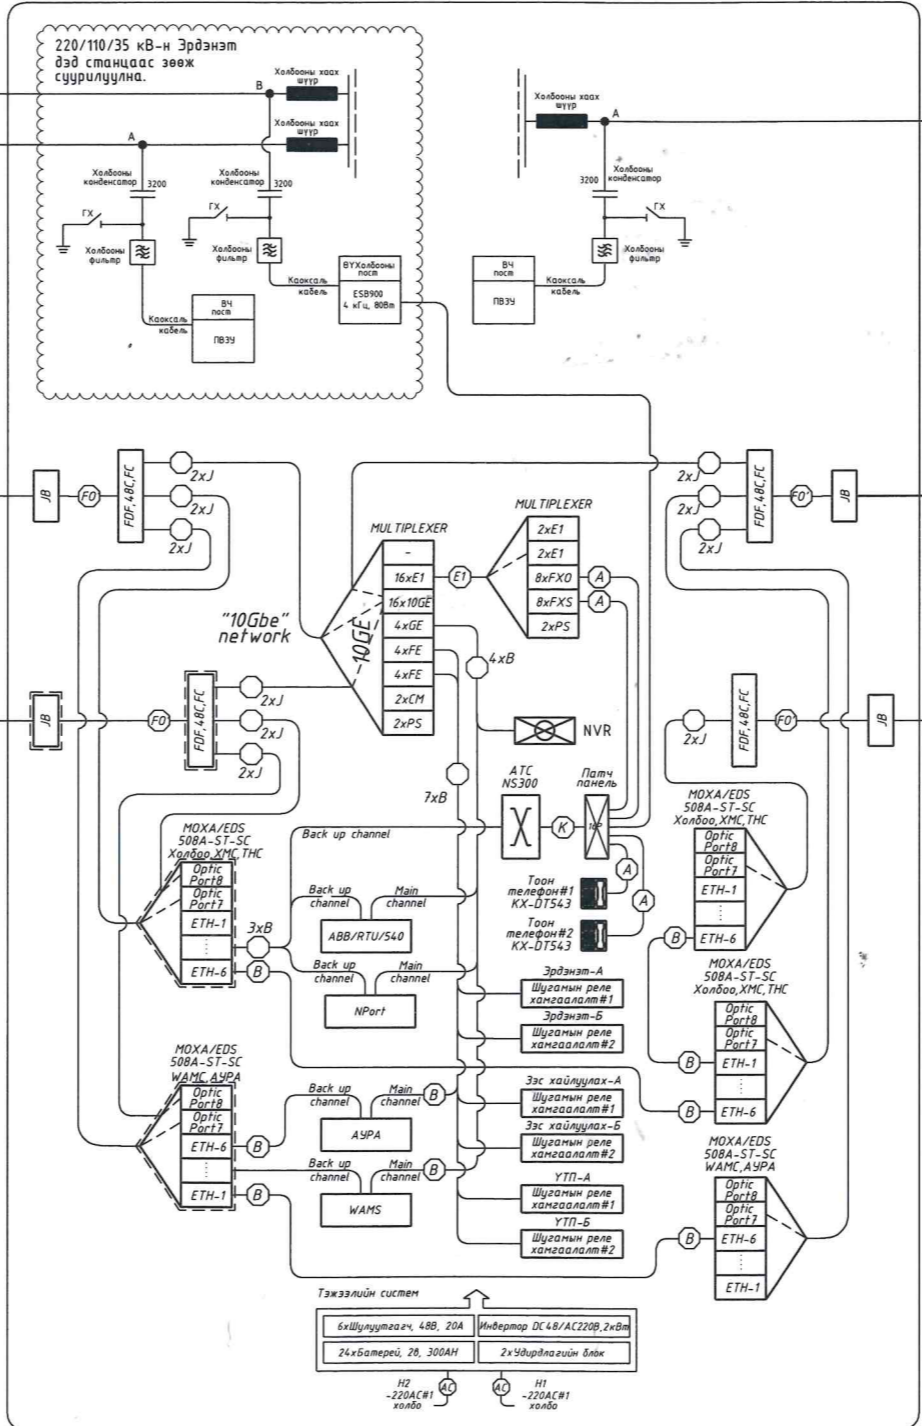 220/110/35 кВ-н Эрдэнэт
дэд станцаас зөөж
суурилуулна.
B
Холбооны хаах
шүүр
A
Холбооны хаах
шүүр
Холбооны
конденсатор
3200
ГХ
Холбооны
фильтр
Холбооны
конденсатор
3200
ГХ
Холбооны
фильтр
Каоксаль
кабель
ВЧ
пост
ПВЗУ
Каоксаль
кабель
ӨҮХолбооны
пост
ESB900
4 кГц, 80Вт
Холбооны хаах
шүүр
A
Холбооны
конденсатор
3200
ГХ
Холбооны
фильтр
ВЧ
пост
ПВЗУ
Каоксаль
кабель
JB
FO
FDF,48C,FC
2xJ
2xJ
2xJ
MULTIPLEXER
-
16xE1
16x10GE
4xGE
4xFE
4xFE
2xCM
2xPS
10GE
"10Gbe"
network
E1
MULTIPLEXER
2xE1
2xE1
8xFXO
8xFXS
2xPS
A
A
2xJ
2xJ
2xJ
FDF,48C,FC
FO'
JB
JB
FO
FDF,48C,FC
2xJ
2xJ
2xJ
4xB
NVR
7xB
ATC
NS300
K
Патч
панель
16P
A
A
Тоон
телефон#1
KX-DT543
Тоон
телефон#2
KX-DT543
2xJ
FDF,48C,FC
FO'
JB
MOXA/EDS
508A-ST-SC
Холбоо,ХМС,ТНС
Optic
Port8
Optic
Port7
ETH-1
ETH-6
3xB
B
Back up channel
Back up
channel
Main
channel
ABB/RTU/540
Back up
channel
Main
channel
NPort
MOXA/EDS
508A-ST-SC
WAMC,АУРА
Optic
Port8
Optic
Port7
ETH-6
ETH-1
B
B
Back up
channel
Main
channel
B
АУРА
Back up
channel
Main
channel
B
WAMS
Эрдэнэт-А
Шугамын реле
хамгаалалт#1
Эрдэнэт-Б
Шугамын реле
хамгаалалт#2
Зэс хайлуулах-А
Шугамын реле
хамгаалалт#1
Зэс хайлуулах-Б
Шугамын реле
хамгаалалт#2
УТП-А
Шугамын реле
хамгаалалт#1
УТП-Б
Шугамын реле
хамгаалалт#2
MOXA/EDS
508A-ST-SC
Холбоо,ХМС,ТНС
Optic
Port8
Optic
Port7
ETH-1
ETH-6
B
MOXA/EDS
508A-ST-SC
Холбоо,ХМС,ТНС
Optic
Port8
Optic
Port7
ETH-1
ETH-6
B
B
MOXA/EDS
508A-ST-SC
WAMC,АУРА
Optic
Port8
Optic
Port7
ETH-6
ETH-1
B
Тэжээлийн систем
6xШулуутгагч, 48В, 20А
Инвертор DC48/AC220В,2кВт
24xБатерей, 2в, 300АН
2xУдирдлагийн блок
H2
-220AC#1
холбо
AC
AC
H1
-220AC#1
холбо